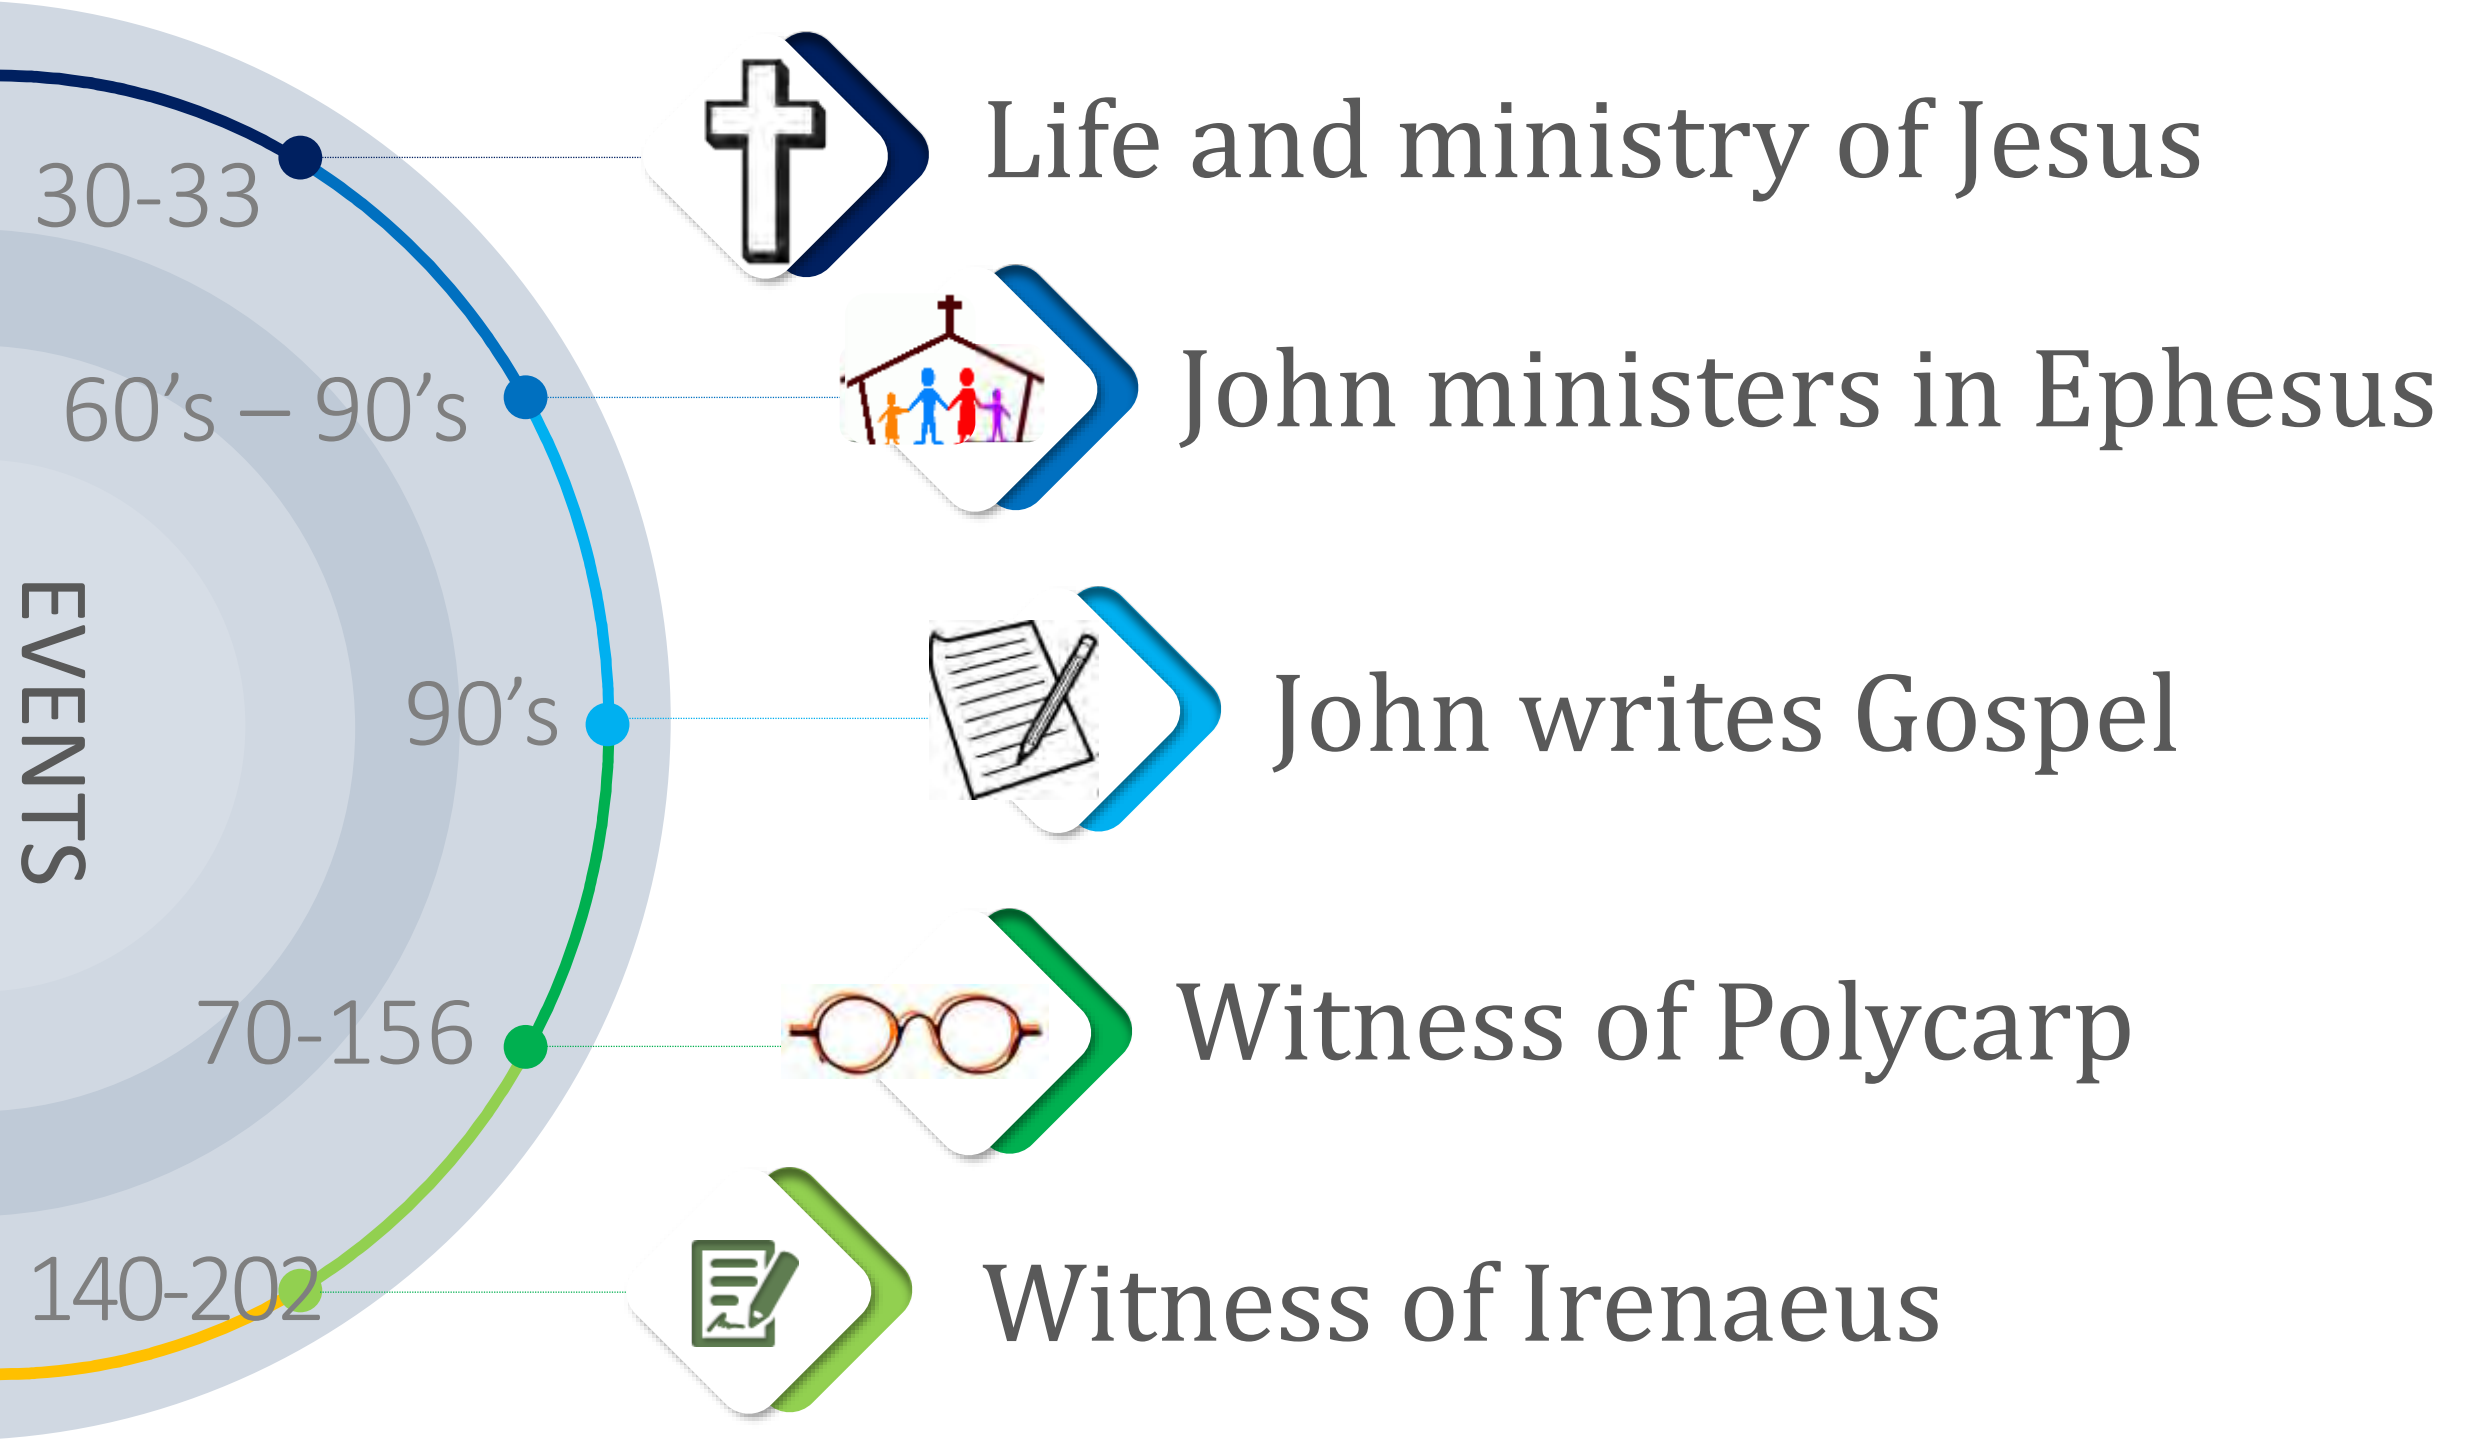 EVENTS
30-33
Life and ministry of Jesus
60’s – 90’s
John ministers in Ephesus
90’s
John writes Gospel
70-156
Witness of Polycarp
140-202
Witness of Irenaeus